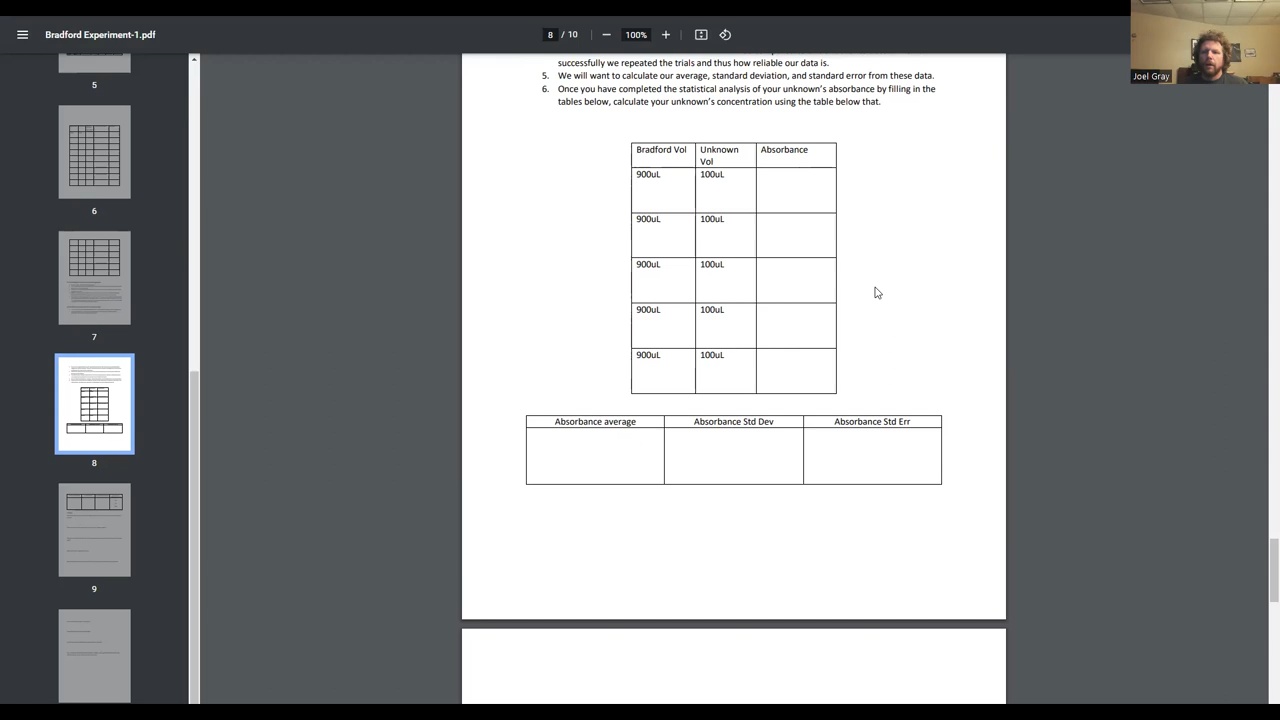 Bradford Experiment-1.pdf
8 / 10
100%
Joel Gray
5
6
7
8
9
successfully we repeated the trials and thus how reliable our data is.
5. We will want to calculate our average, standard deviation, and standard error from these data.
6. Once you have completed the statistical analysis of your unknown's absorbance by filling in the
tables below, calculate your unknown's concentration using the table below that.
Bradford Vol Unknown Absorbance
Vol
900uL 100uL
900uL 100uL
900uL 100uL
900uL 100uL
900uL 100uL
Absorbance average Absorbance Std Dev Absorbance Std Err